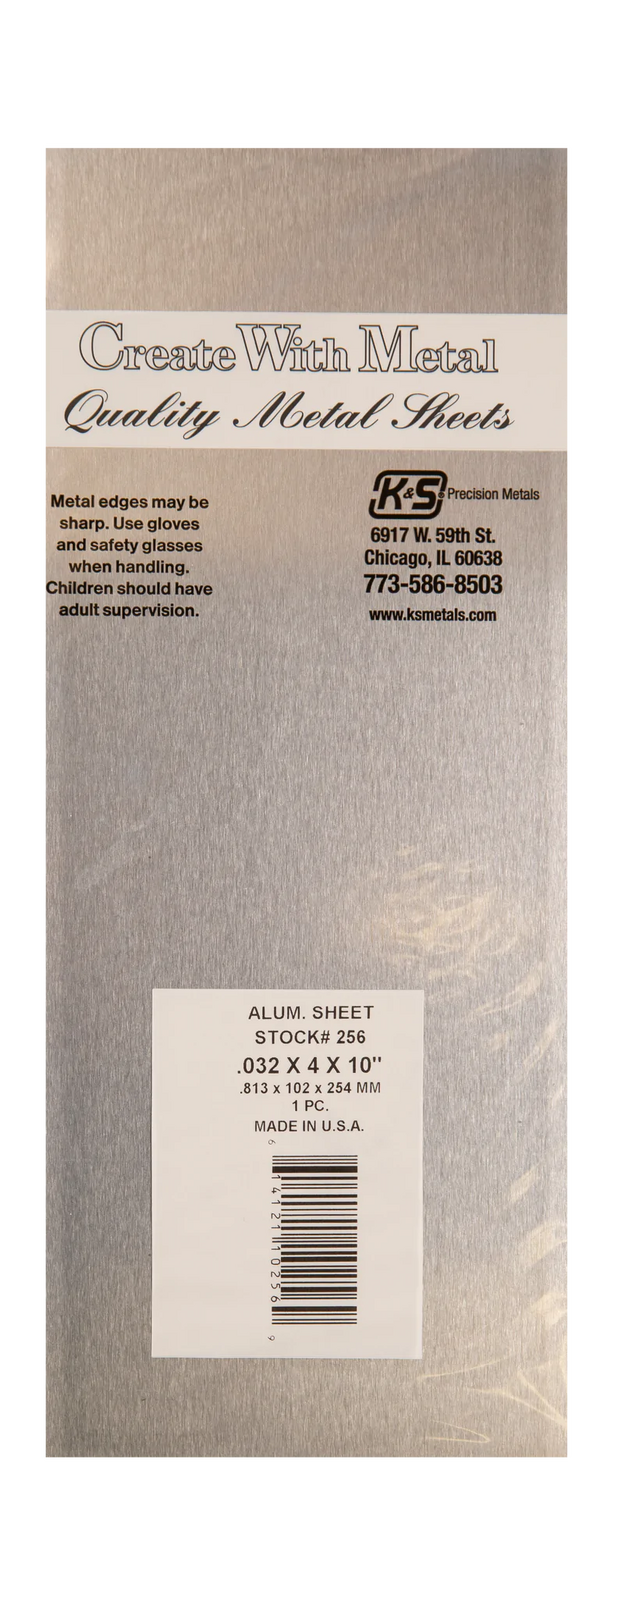 Create With Metal
Quality Metal Sheets
Metal edges may be
sharp. Use gloves
and safety glasses
when handling.
Children should have
adult supervision.
K&S® Precision Metals
6917 W. 59th St.
Chicago, IL 60638
773-586-8503
www.ksmetals.com
ALUM. SHEET
STOCK# 256
.032 X 4 X 10"
.813 x 102 x 254 MM
1 PC.
MADE IN U.S.A.
6 14121 10256 9